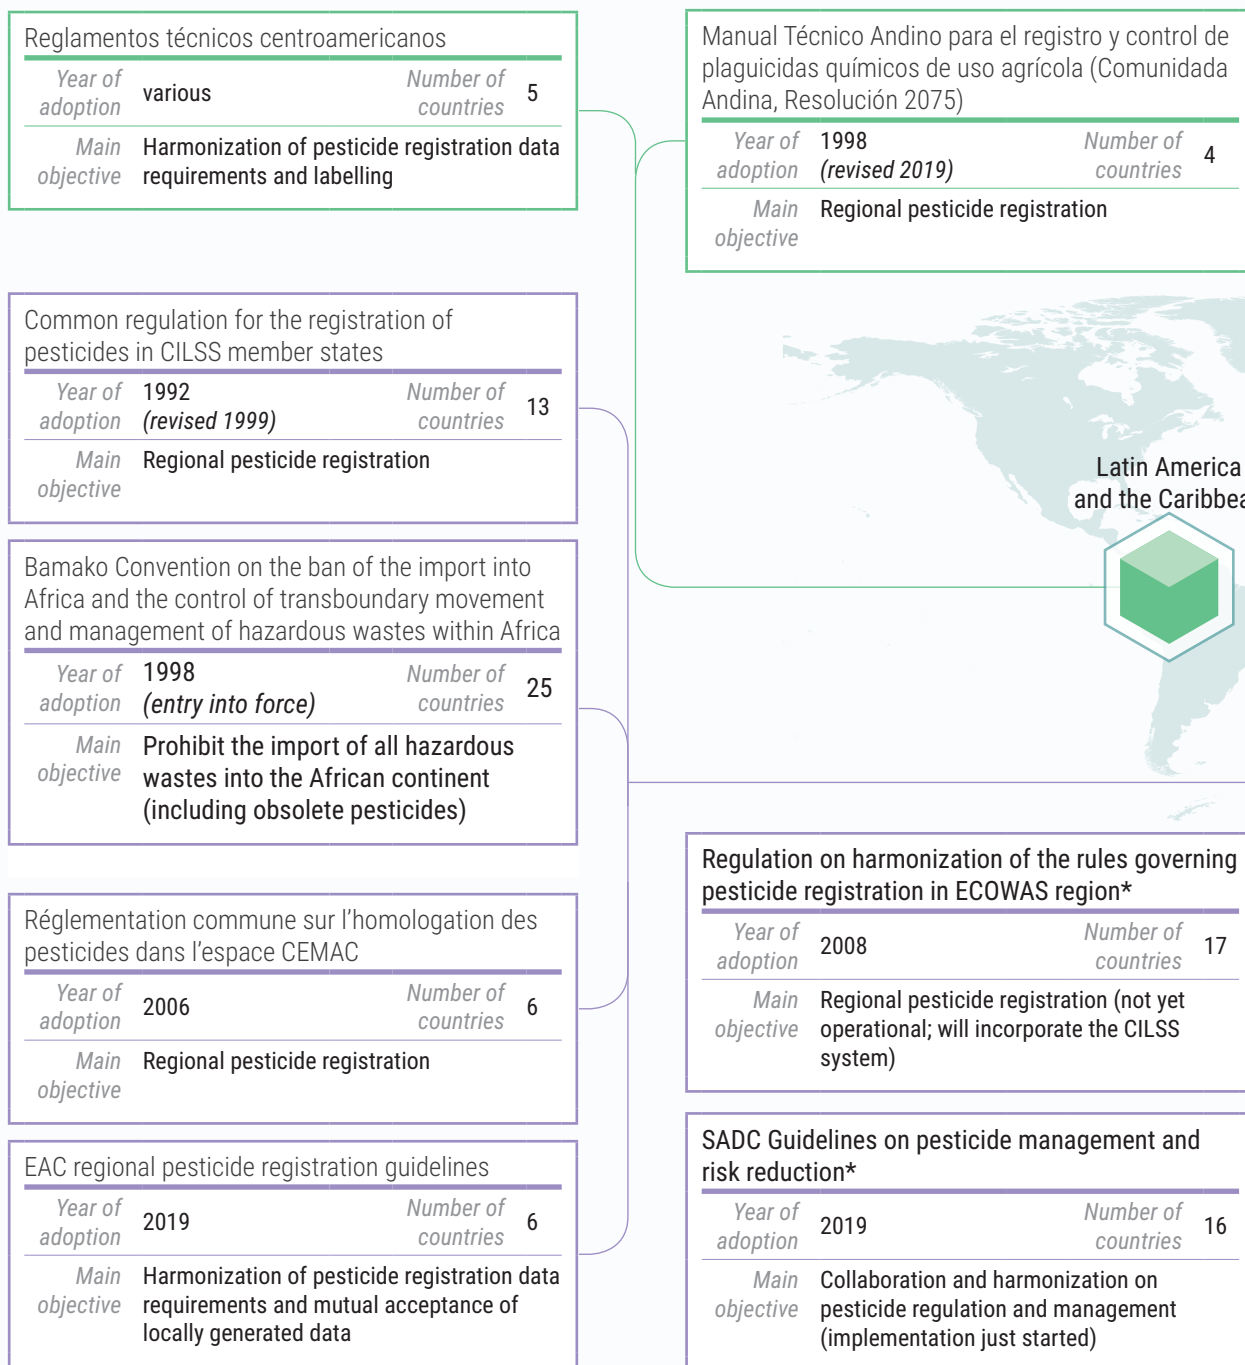 Reglamentos técnicos centroamericanos
Year of adoption various Number of countries 5
Main objective Harmonization of pesticide registration data
requirements and labelling
Manual Técnico Andino para el registro y control de
plaguicidas químicos de uso agrícola (Comunidada
Andina, Resolución 2075)
Year of adoption 1998 (revised 2019) Number of countries 4
Main objective Regional pesticide registration
Common regulation for the registration of
pesticides in CILSS member states
Year of adoption 1992 (revised 1999) Number of countries 13
Main objective Regional pesticide registration
Latin America
and the Caribbea
Bamako Convention on the ban of the import into
Africa and the control of transboundary movement
and management of hazardous wastes within Africa
Year of adoption 1998 (entry into force) Number of countries 25
Main objective Prohibit the import of all hazardous
wastes into the African continent
(including obsolete pesticides)
Réglementation commune sur l'homologation des
pesticides dans l'espace CEMAC
Year of adoption 2006 Number of countries 6
Main objective Regional pesticide registration
Regulation on harmonization of the rules governing
pesticide registration in ECOWAS region*
Year of adoption 2008 Number of countries 17
Main objective Regional pesticide registration (not yet
operational; will incorporate the CILSS
system)
EAC regional pesticide registration guidelines
Year of adoption 2019 Number of countries 6
Main objective Harmonization of pesticide registration data
requirements and mutual acceptance of
locally generated data
SADC Guidelines on pesticide management and
risk reduction*
Year of adoption 2019 Number of countries 16
Main objective Collaboration and harmonization on
pesticide regulation and management
(implementation just started)